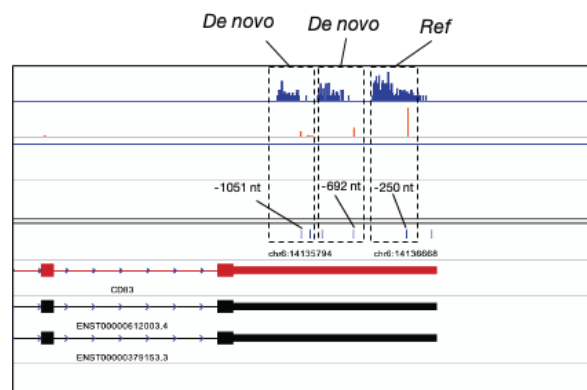 De novo De novo Ref
-1051 nt -692 nt -250 nt
chr6:14135794 chr6:14136668
CD83
ENST00000612003.4
ENST00000379153.3